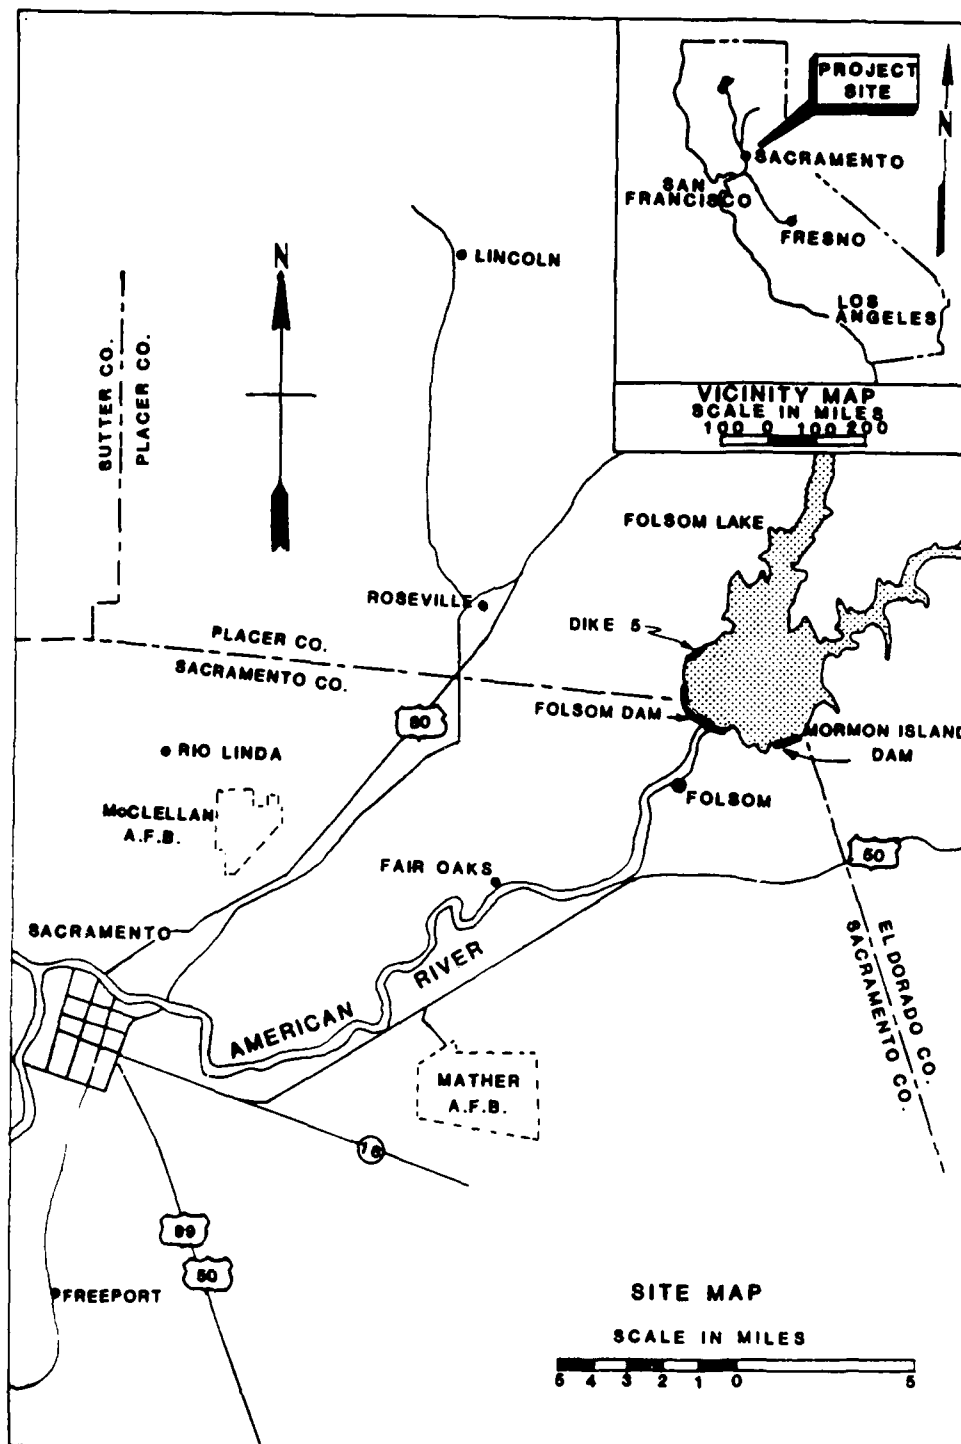 PROJECT
SITE
N
SACRAMENTO
SAN
FRANCISCO
FRESNO
LOS
ANGELES
VICINITY MAP
SCALE IN MILES
100 0 100 200
N
LINCOLN
SUTTER CO.
PLACER CO.
FOLSOM LAKE
ROSEVILLE
DIKE 5
PLACER CO.
SACRAMENTO CO.
FOLSOM DAM
80
MORMON ISLAND
DAM
RIO LINDA
McCLELLAN
A.F.B.
FOLSOM
50
FAIR OAKS
SACRAMENTO
AMERICAN RIVER
EL DORADO CO.
SACRAMENTO CO.
MATHER
A.F.B.
16
99
50
FREEPORT
SITE MAP
SCALE IN MILES
5 4 3 2 1 0 5